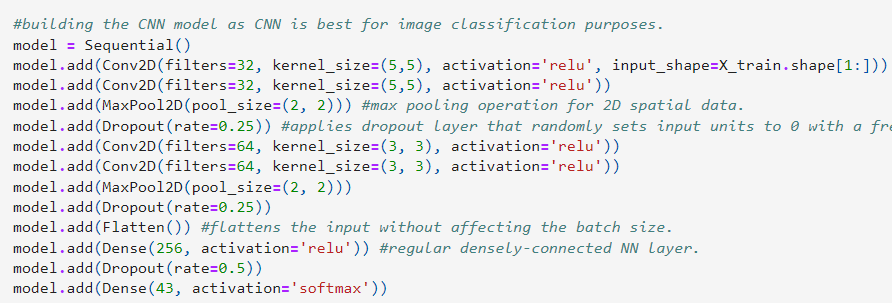 #building the CNN model as CNN is best for image classification purposes.
model = Sequential()
model.add(Conv2D(filters=32, kernel_size=(5,5), activation='relu', input_shape=X_train.shape[1:]))
model.add(Conv2D(filters=32, kernel_size=(5,5), activation='relu'))
model.add(MaxPool2D(pool_size=(2, 2))) #max pooling operation for 2D spatial data.
model.add(Dropout(rate=0.25)) #applies dropout layer that randomly sets input units to 0 with a fre
model.add(Conv2D(filters=64, kernel_size=(3, 3), activation='relu'))
model.add(Conv2D(filters=64, kernel_size=(3, 3), activation='relu'))
model.add(MaxPool2D(pool_size=(2, 2)))
model.add(Dropout(rate=0.25))
model.add(Flatten()) #flattens the input without affecting the batch size.
model.add(Dense(256, activation='relu')) #regular densely-connected NN layer.
model.add(Dropout(rate=0.5))
model.add(Dense(43, activation='softmax'))